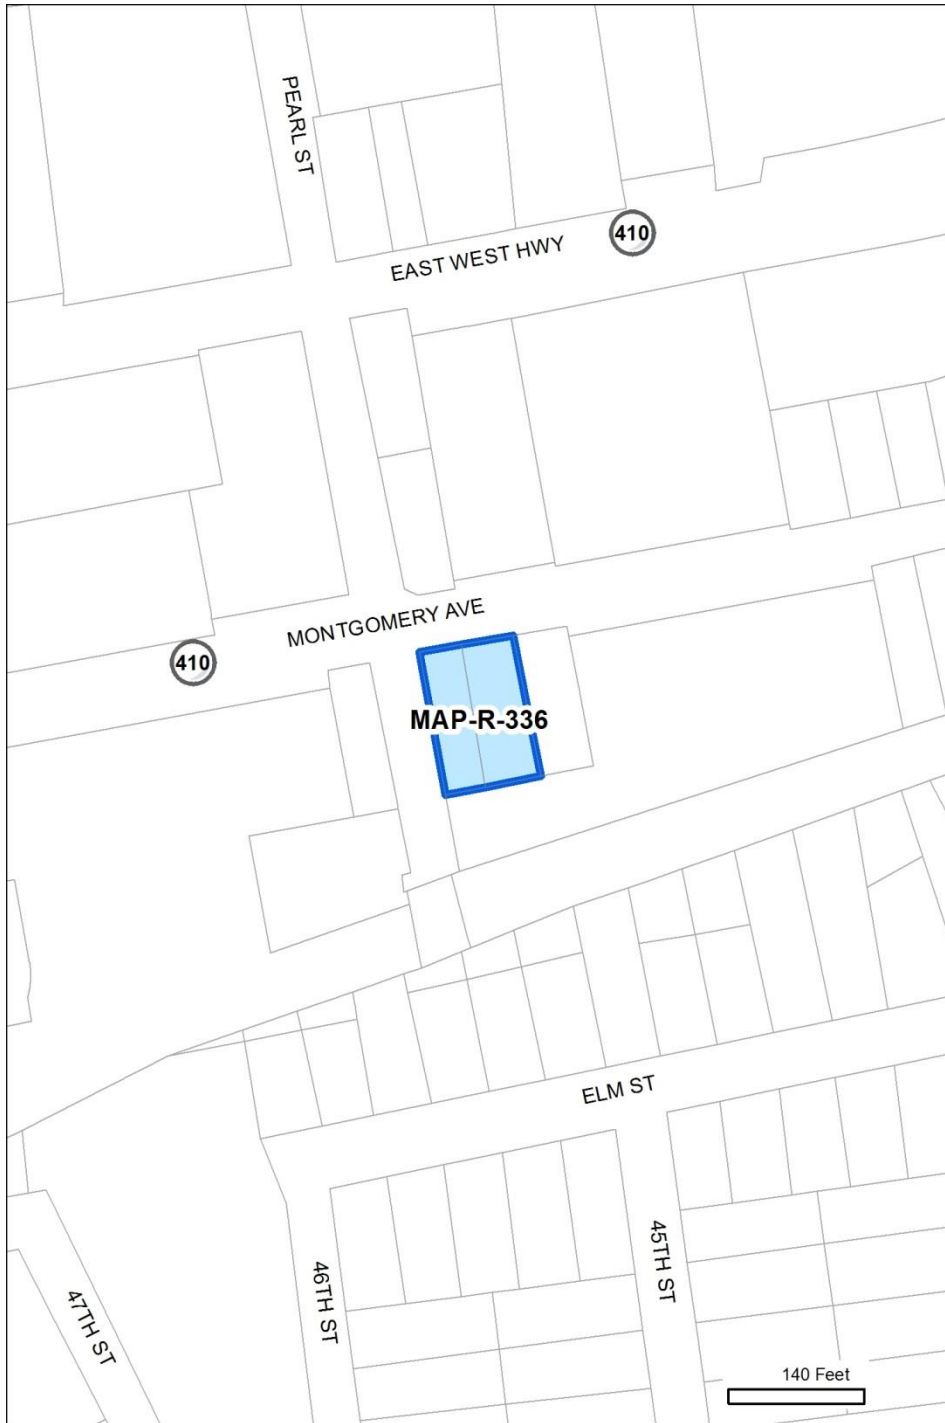 PEARL ST
410
EAST WEST HWY
MONTGOMERY AVE
410
MAP-R-336
ELM ST
45TH ST
46TH ST
47TH ST
140 Feet